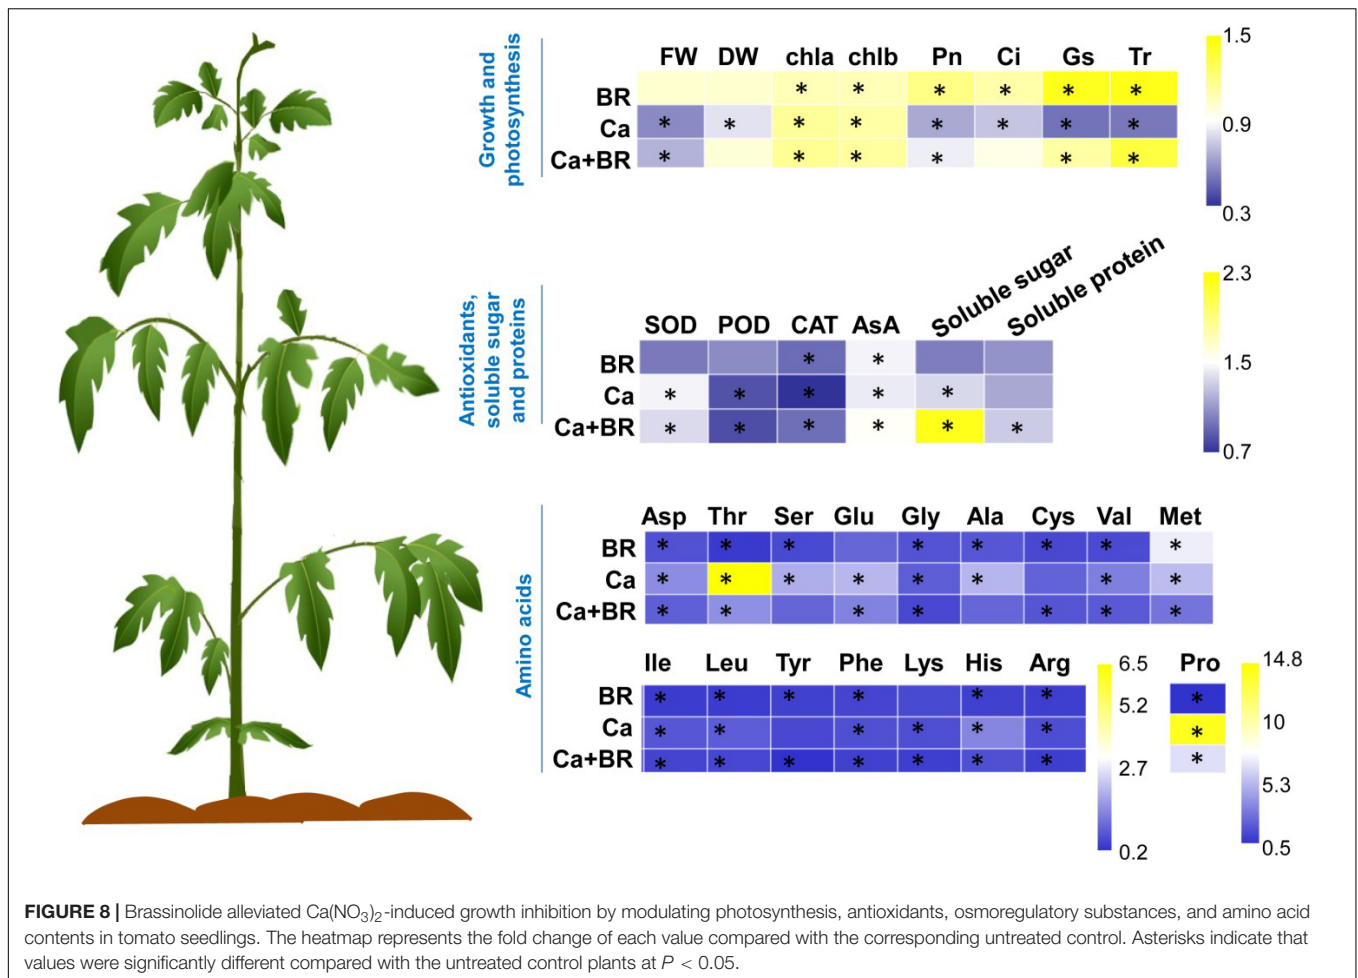 Growth and
photosynthesis
FW DW chla chlb Pn Ci Gs Tr
BR * * * * * *
Ca * * * * * * * *
Ca+BR * * * * * *
1.5
0.9
0.3
Antioxidants,
soluble sugar
and proteins
SOD POD CAT AsA Soluble sugar Soluble protein
BR * *
Ca * * * * *
Ca+BR * * * * * *
2.3
1.5
0.7
Amino acids
Asp Thr Ser Glu Gly Ala Cys Val Met
BR * * * * * * * *
Ca * * * * * * * *
Ca+BR * * * * * * *
Ile Leu Tyr Phe Lys His Arg Pro
BR * * * * * * *
Ca * * * * * * *
Ca+BR * * * * * * * *
6.5
5.2
2.7
0.2
14.8
10
5.3
0.5
FIGURE 8 | Brassinolide alleviated Ca(NO3)2-induced growth inhibition by modulating photosynthesis, antioxidants, osmoregulatory substances, and amino acid
contents in tomato seedlings. The heatmap represents the fold change of each value compared with the corresponding untreated control. Asterisks indicate that
values were significantly different compared with the untreated control plants at P < 0.05.